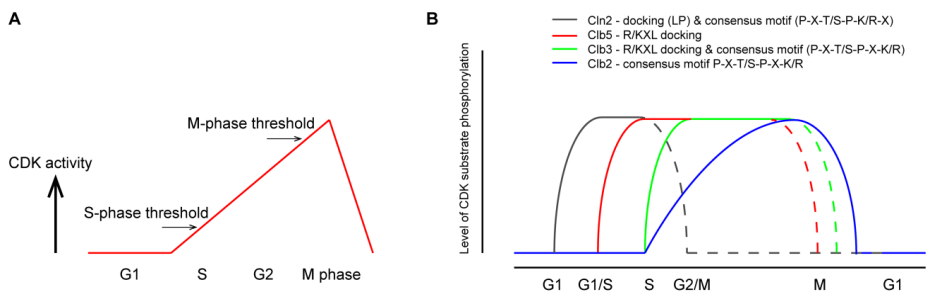 A
M-phase threshold
CDK activity
S-phase threshold
G1 S G2 M phase
B
Cln2 - docking (LP) & consensus motif (P-X-T/S-P-K/R-X)
Clb5 - R/KXL docking
Clb3 - R/KXL docking & consensus motif (P-X-T/S-P-X-K/R)
Clb2 - consensus motif P-X-T/S-P-X-K/R
Level of CDK substrate phosphorylation
G1 G1/S S G2/M M G1